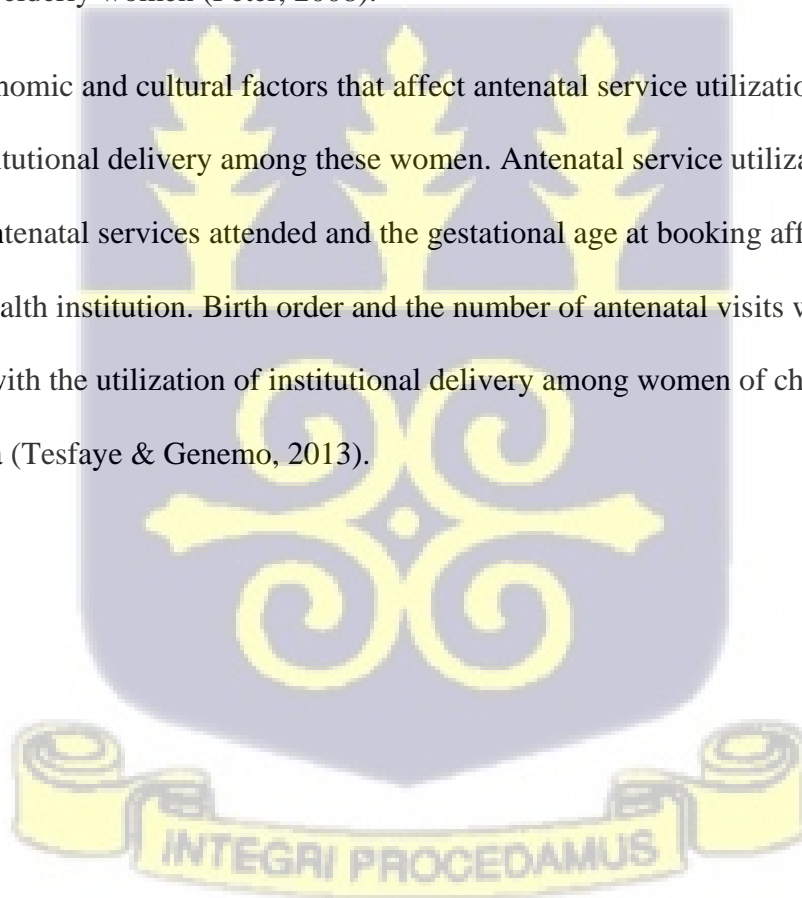 elderly women (Peter, 2008).
nomic and cultural factors that affect antenatal service utilizatio
itutional delivery among these women. Antenatal service utiliza
ntenatal services attended and the gestational age at booking aff
alth institution. Birth order and the number of antenatal visits w
with the utilization of institutional delivery among women of ch
a (Tesfaye & Genemo, 2013).
INTEGRI PROCEDAMUS